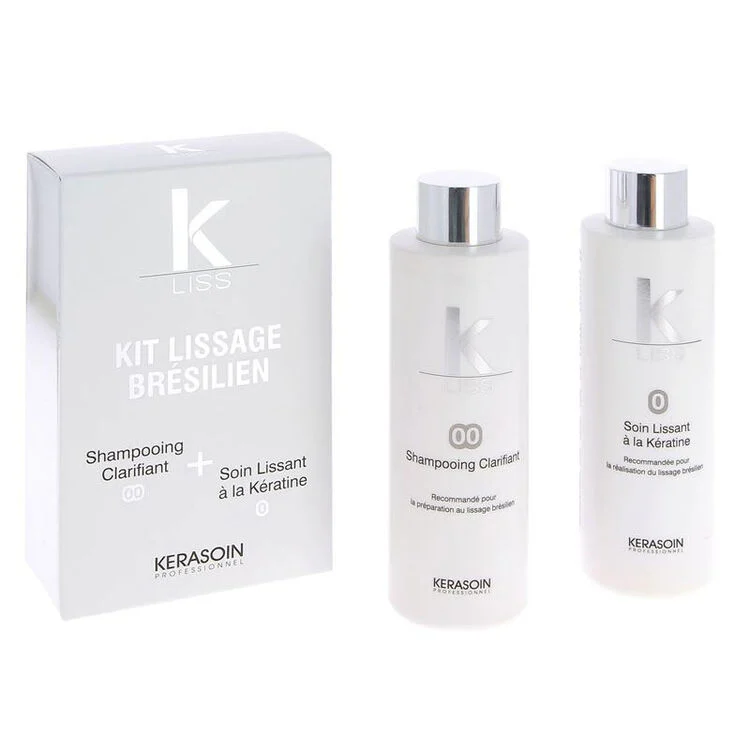 K
K
LISS
KIT LISSAGE
BRÉSILIEN
Shampooing
Clarifiant
00
+
Soin Lissant
à la Kératine
0
KERASOIN
PROFESSIONNEL
K
LISS
00
Shampooing Clarifiant
Recommandé pour
la préparation au lissage brésilien
KERASOIN
PROFESSIONNEL
K
LISS
0
Soin Lissant
à la Kératine
Recommandée pour
la réalisation du lissage brésilien
KERASOIN
PROFESSIONNEL